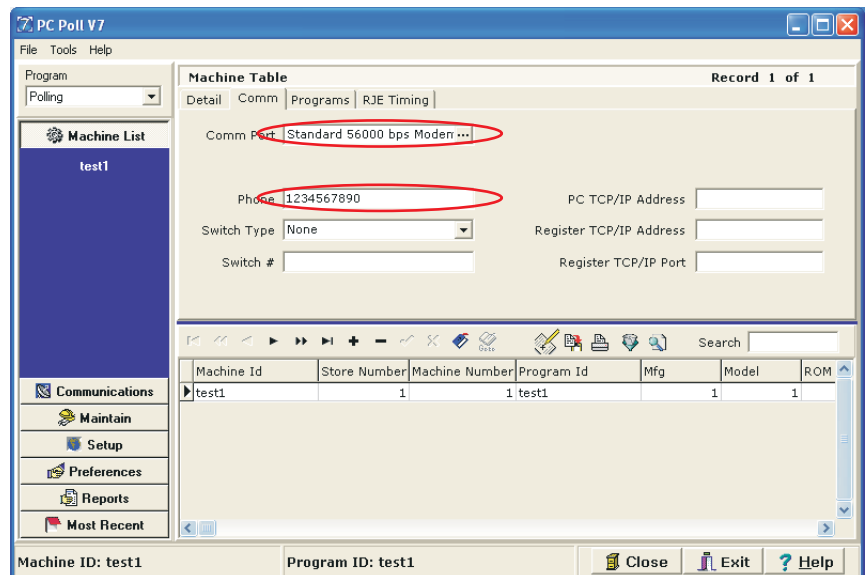 PC Poll V7
File Tools Help
Program
Polling
Machine List
test1
Communications
Maintain
Setup
Preferences
Reports
Most Recent
Machine Table Record 1 of 1
Detail Comm Programs RJE Timing
Comm Port Standard 56000 bps Modem ...
Phone 1234567890 PC TCP/IP Address
Switch Type None Register TCP/IP Address
Switch # Register TCP/IP Port
Goto Search
Machine Id Store Number Machine Number Program Id Mfg Model ROM
test1 1 1 test1 1 1
Machine ID: test1 Program ID: test1 Close Exit ? Help